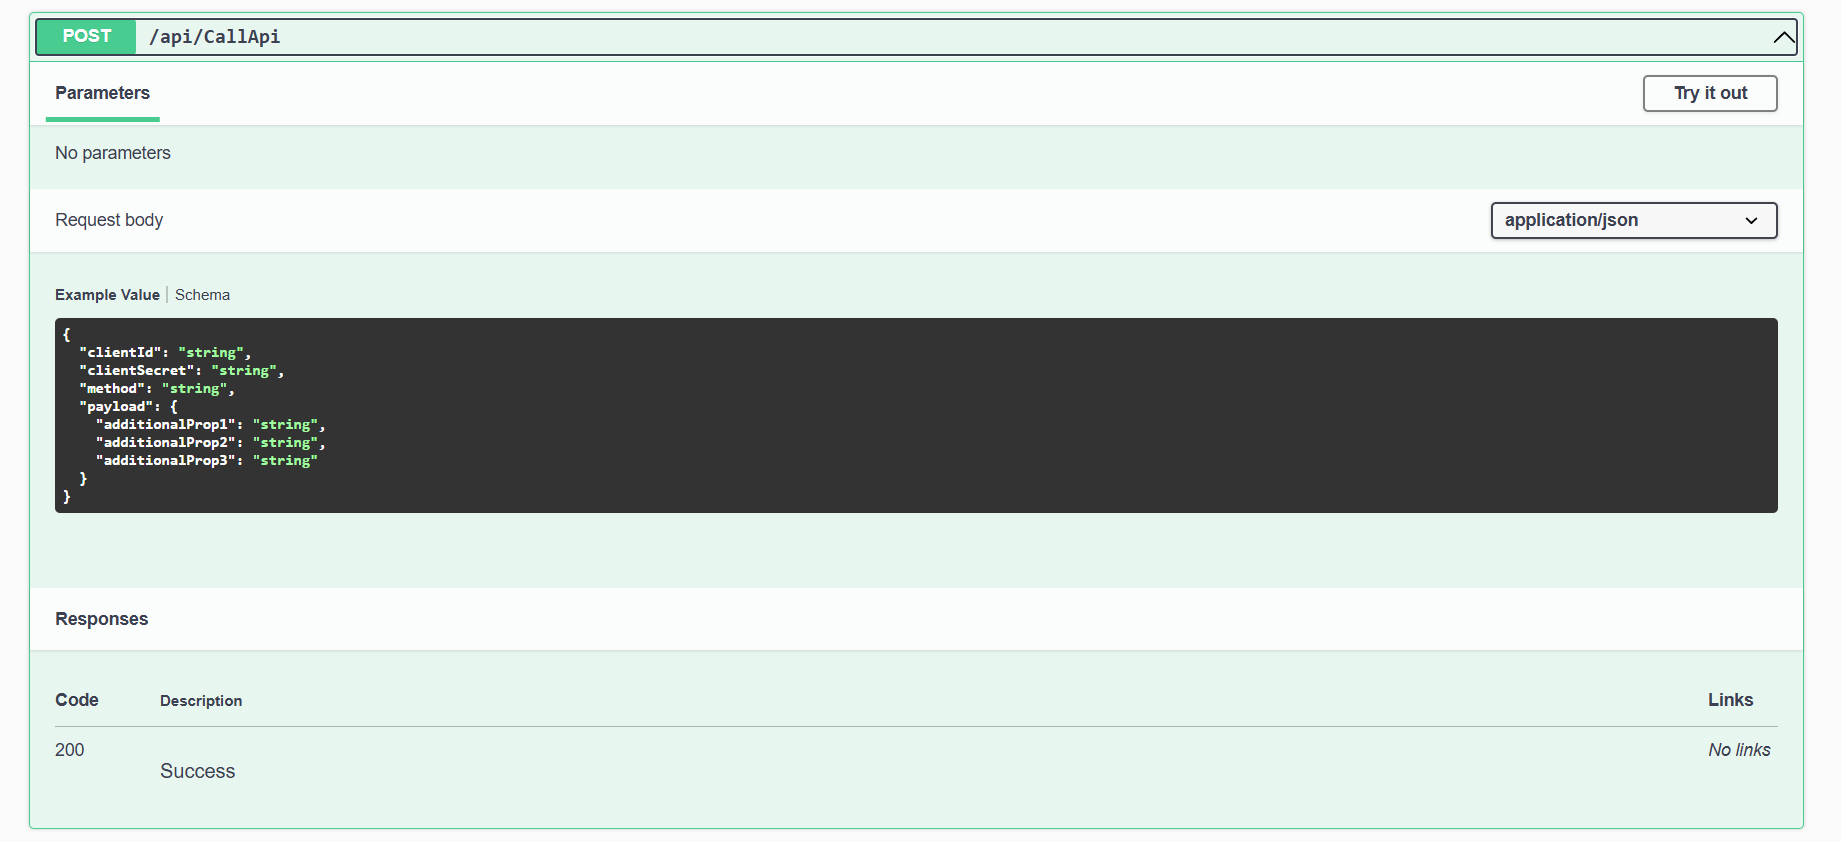 POST /api/CallApi
Parameters
Try it out
No parameters
Request body
application/json
Example Value | Schema
{
  "clientId": "string",
  "clientSecret": "string",
  "method": "string",
  "payload": {
    "additionalProp1": "string",
    "additionalProp2": "string",
    "additionalProp3": "string"
  }
}
Responses
Code Description Links
200 No links
Success